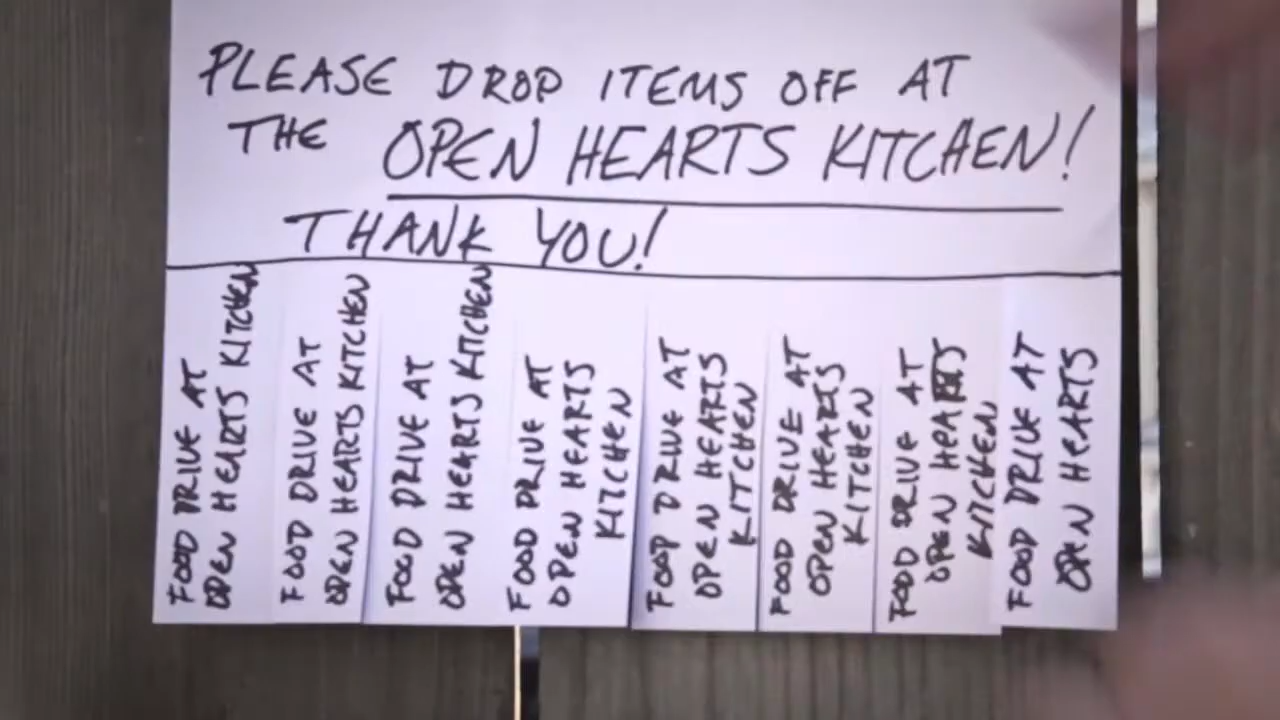 PLEASE DROP ITEMS OFF AT
THE OPEN HEARTS KITCHEN!
THANK YOU!
FOOD DRIVE AT
OPEN HEARTS KITCHEN
FOOD DRIVE AT
OPEN HEARTS KITCHEN
FOOD DRIVE AT
OPEN HEARTS KITCHEN
FOOD DRIVE AT
OPEN HEARTS
KITCHEN
FOOD DRIVE AT
OPEN HEARTS
KITCHEN
FOOD DRIVE AT
OPEN HEARTS
KITCHEN
FOOD DRIVE AT
OPEN HEARTS
KITCHEN
FOOD DRIVE AT
OPEN HEARTS